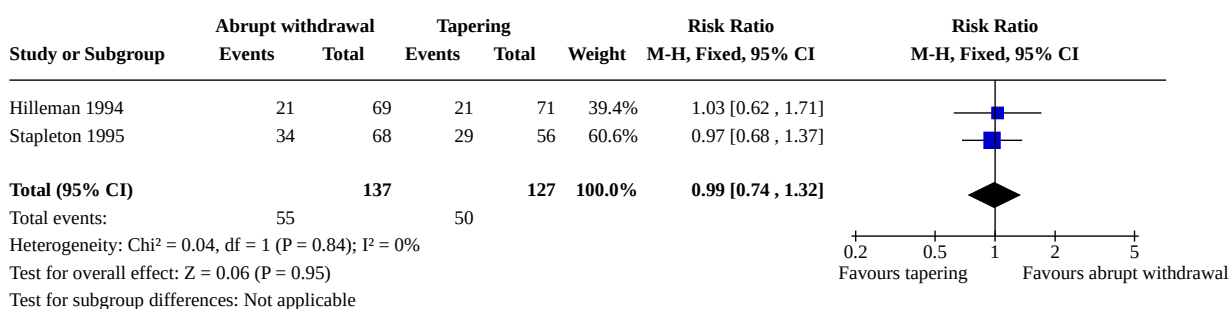 Abrupt withdrawal Tapering Risk Ratio Risk Ratio
Study or Subgroup Events Total Events Total Weight M-H, Fixed, 95% CI M-H, Fixed, 95% CI
Hilleman 1994 21 69 21 71 39.4% 1.03 [0.62 , 1.71]
Stapleton 1995 34 68 29 56 60.6% 0.97 [0.68 , 1.37]
Total (95% CI) 137 127 100.0% 0.99 [0.74 , 1.32]
Total events: 55 50
Heterogeneity: Chi² = 0.04, df = 1 (P = 0.84); I² = 0%
0.2 0.5 1 2 5
Test for overall effect: Z = 0.06 (P = 0.95) Favours tapering Favours abrupt withdrawal
Test for subgroup differences: Not applicable